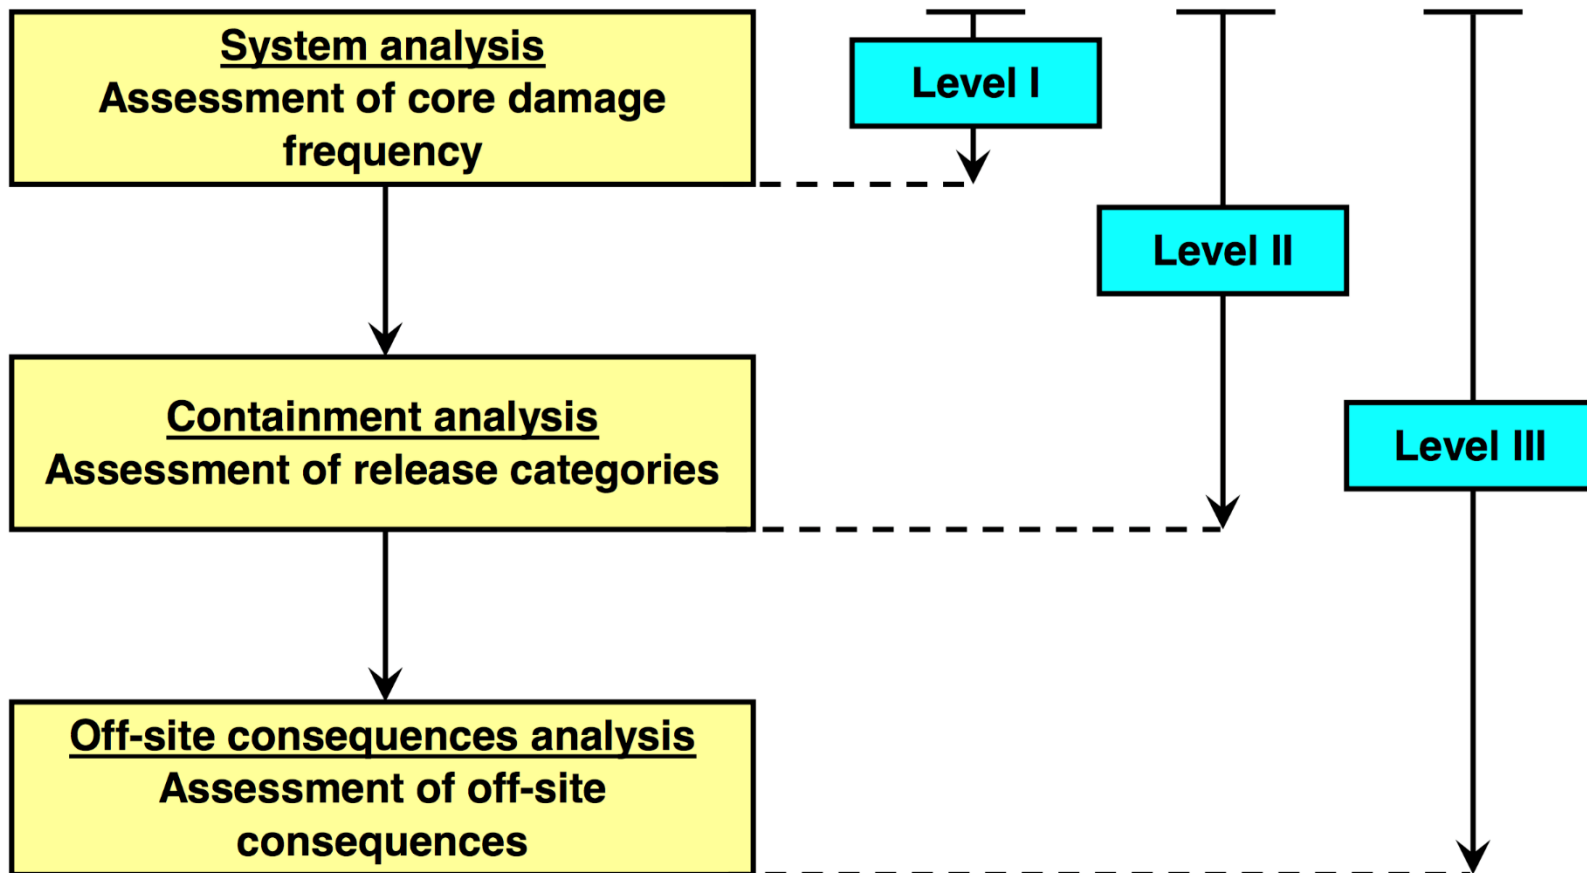 System analysis
Assessment of core damage
frequency
Level I
Level II
Containment analysis
Assessment of release categories
Level III
Off-site consequences analysis
Assessment of off-site
consequences